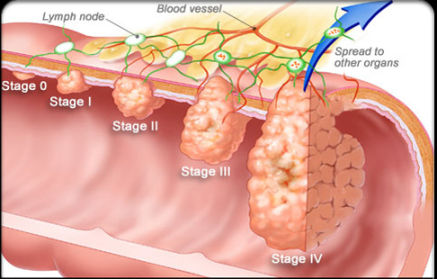 Lymph node
Blood vessel
Spread to
other organs
Stage 0
Stage I
Stage II
Stage III
Stage IV